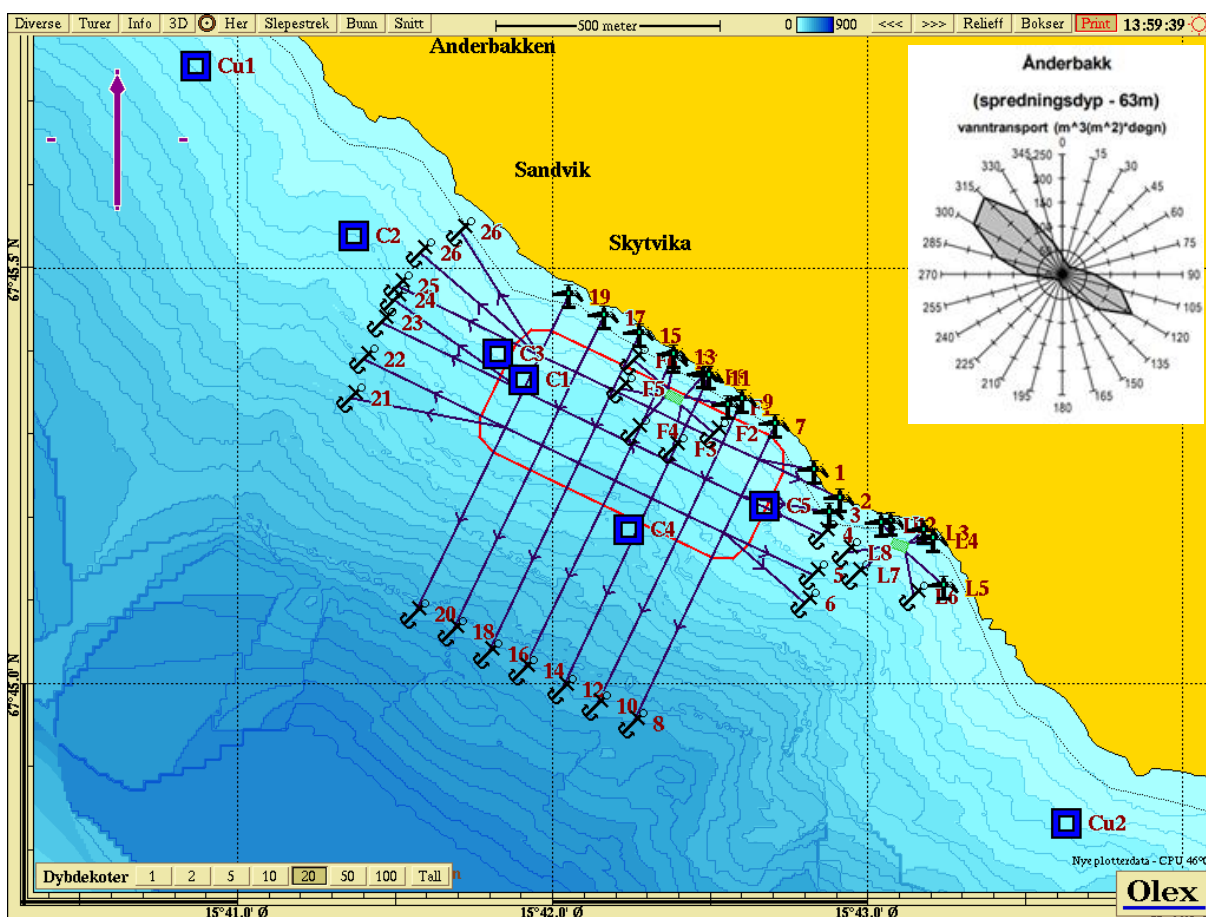 Diverse Turer Info 3D Her Slepestrek Bunn Snitt 500 meter 0 900 <<< >>> Relieff Bokser Print 13:59:39
Ånderbakken
Cu1
Sandvik
Skytvika
C2
26
26
25
24
23
22
21
19
17
15
13
11
9
7
F5
F4
F3
F2
C3
C1
C5
C4
1
2
3
4
5
6
L3
L4
L5
L6
L7
L8
20
18
16
14
12
10
8
Cu2
67°45.5' N
67°45.0' N
15°41.0' Ø
15°42.0' Ø
15°43.0' Ø
Ånderbakk
(spredningsdyp - 63m)
vanntransport (m^3(m^2)*døgn)
0
15
30
45
60
75
90
105
120
135
150
165
180
195
210
225
240
255
270
285
300
315
330
345
250
200
150
Nye plotterdata - CPU 46°
Dybdekoter 1 2 5 10 20 50 100 Tall
Olex